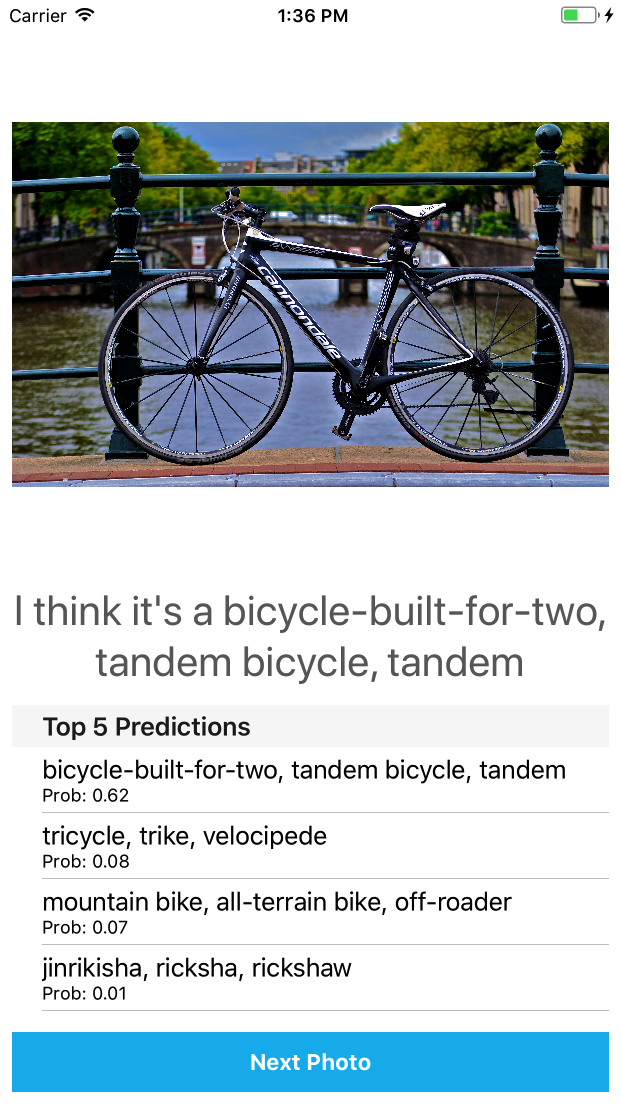 Carrier
1:36 PM
cannondale
I think it's a bicycle-built-for-two,
tandem bicycle, tandem
Top 5 Predictions
bicycle-built-for-two, tandem bicycle, tandem
Prob: 0.62
tricycle, trike, velocipede
Prob: 0.08
mountain bike, all-terrain bike, off-roader
Prob: 0.07
jinrikisha, ricksha, rickshaw
Prob: 0.01
Next Photo